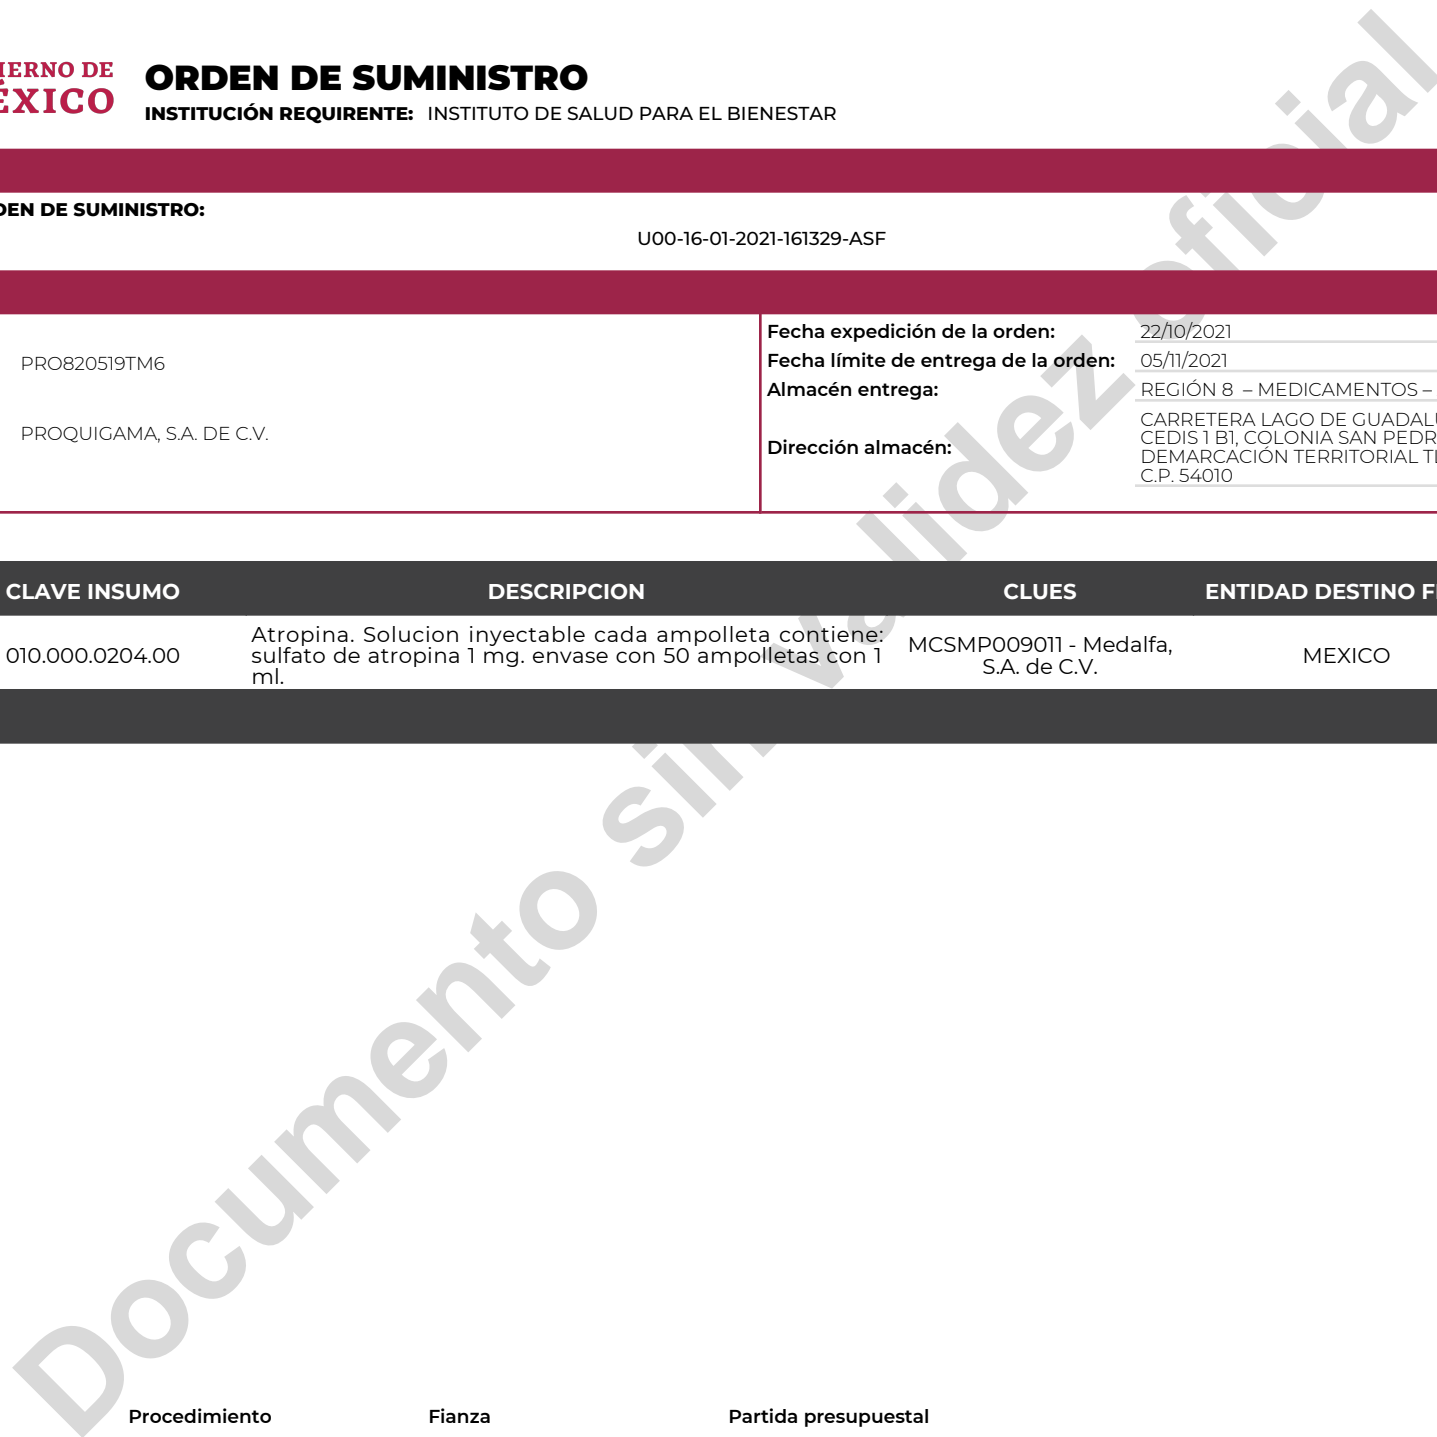 IERNO DE
ÉXICO
ORDEN DE SUMINISTRO
INSTITUCIÓN REQUIRENTE: INSTITUTO DE SALUD PARA EL BIENESTAR
DEN DE SUMINISTRO:
U00-16-01-2021-161329-ASF
PRO820519TM6
PROQUIGAMA, S.A. DE C.V.
Fecha expedición de la orden: 22/10/2021
Fecha límite de entrega de la orden: 05/11/2021
Almacén entrega: REGIÓN 8 – MEDICAMENTOS –
Dirección almacén:
CARRETERA LAGO DE GUADALU
CEDIS 1 B1, COLONIA SAN PEDR
DEMARCACIÓN TERRITORIAL TL
C.P. 54010
CLAVE INSUMO DESCRIPCION CLUES ENTIDAD DESTINO FI
010.000.0204.00
Atropina. Solucion inyectable cada ampolleta contiene:
sulfato de atropina 1 mg. envase con 50 ampolletas con 1
ml.
MCSMP009011 - Medalfa,
S.A. de C.V.
MEXICO
Documento sin validez oficial
Procedimiento Fianza Partida presupuestal